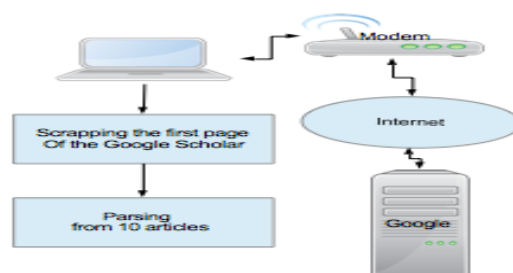 Modem
Scrapping the first page
Of the Google Scholar
Internet
Parsing
from 10 articles
Google